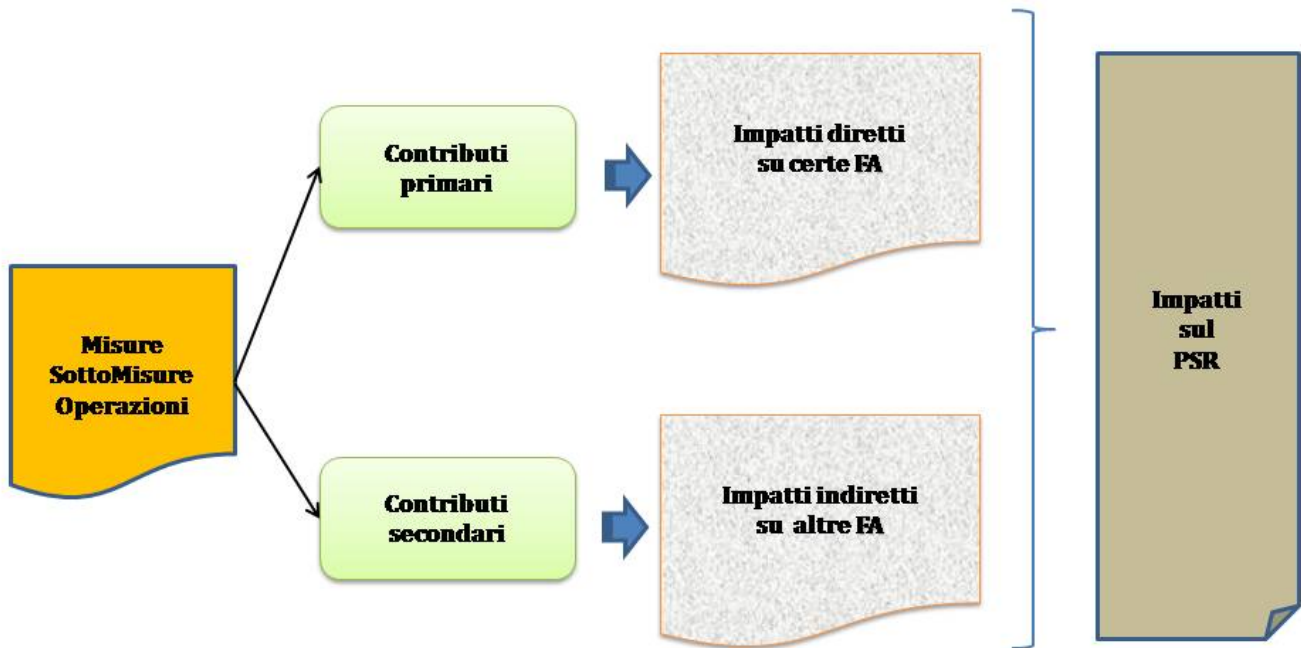 Misure
SottoMisure
Operazioni
Contributi
primari
Impatti diretti
su certe FA
Contributi
secondari
Impatti indiretti
su altre FA
Impatti
sul
PSR